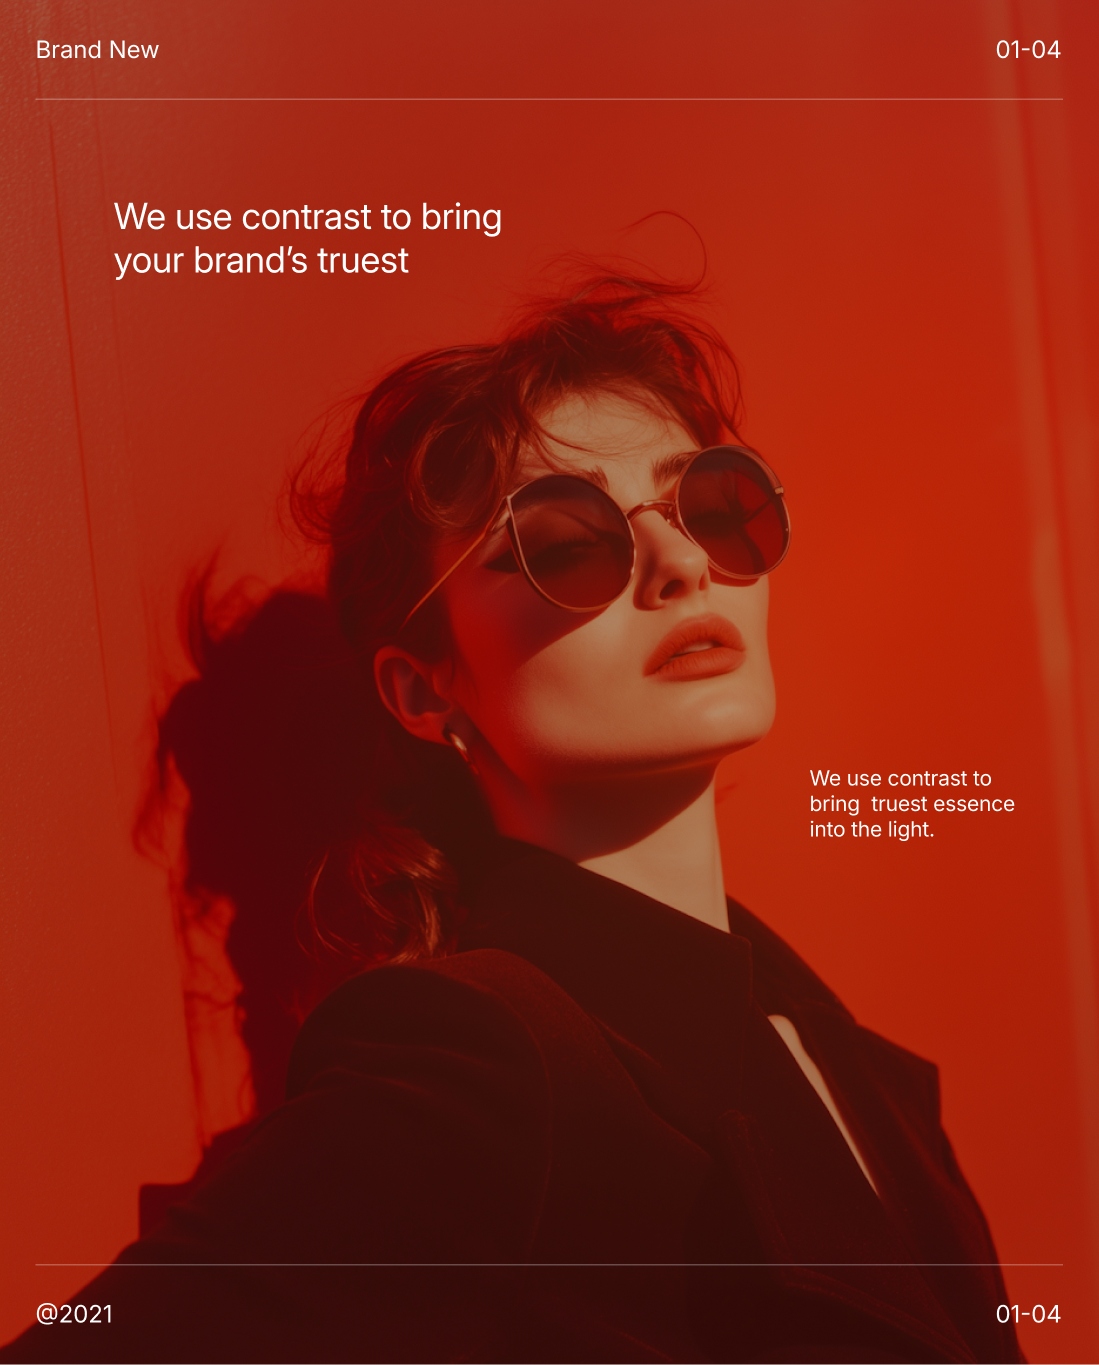 Brand New
01-04
We use contrast to bring
your brand’s truest
We use contrast to
bring  truest essence
into the light.
@2021
01-04